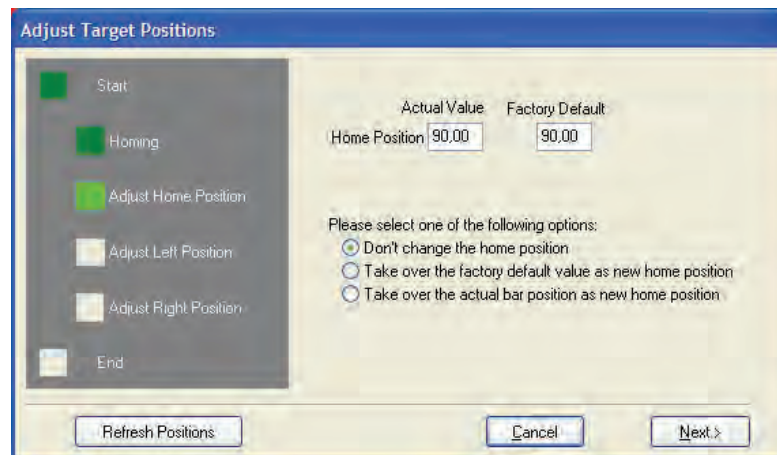 Adjust Target Positions
Start
Homing
Adjust Home Position
Adjust Left Position
Adjust Right Position
End
Actual Value Factory Default
Home Position 90,00 90,00
Please select one of the following options:
Don't change the home position
Take over the factory default value as new home position
Take over the actual bar position as new home position
Refresh Positions Cancel Next >